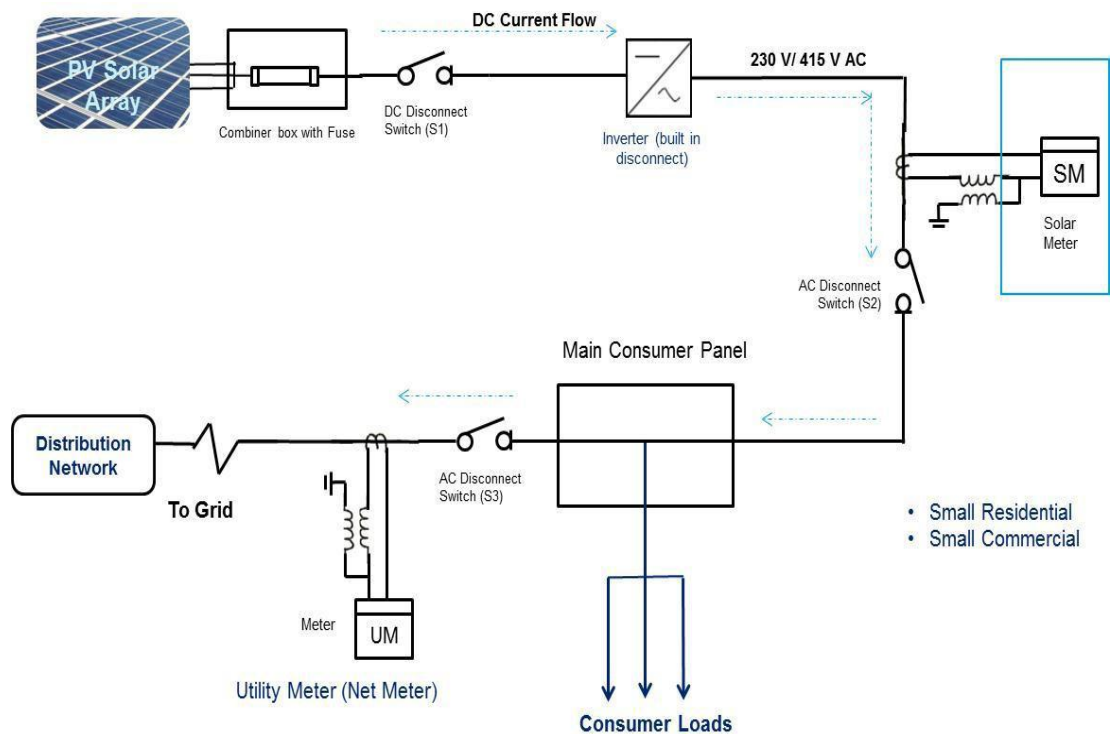 PV Solar
Array
Combiner box with Fuse
DC Current Flow
DC Disconnect
Switch (S1)
Inverter (built in
disconnect)
230 V/ 415 V AC
SM
Solar
Meter
AC Disconnect
Switch (S2)
Main Consumer Panel
Distribution
Network
To Grid
AC Disconnect
Switch (S3)
• Small Residential
• Small Commercial
Meter
UM
Utility Meter (Net Meter)
Consumer Loads